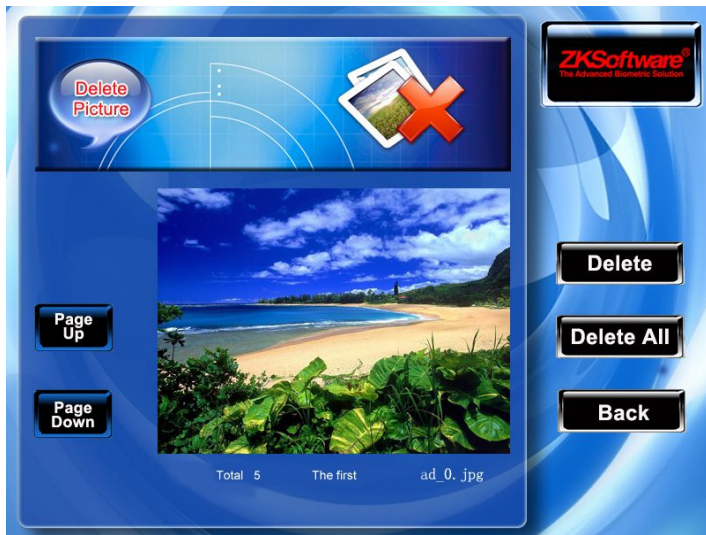 Delete
Picture
ZKSoftware®
The Advanced Biometric Solution
Delete
Page
Up
Delete All
Page
Down
Back
Total 5 The first ad_0.jpg